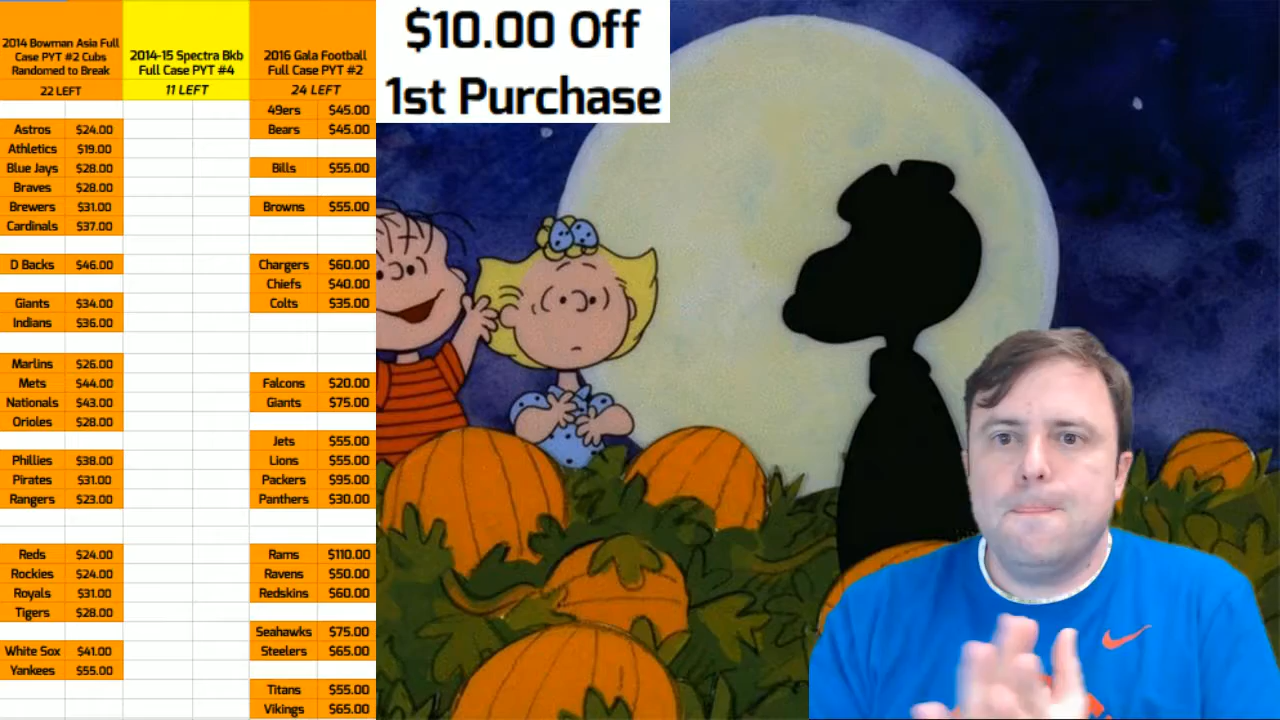 2014 Bowman Asia Full
Case PYT #2 Cubs
Randomed to Break
22 LEFT
Astros $24.00
Athletics $19.00
Blue Jays $28.00
Braves $28.00
Brewers $31.00
Cardinals $37.00
D Backs $46.00
Giants $34.00
Indians $36.00
Marlins $26.00
Mets $44.00
Nationals $43.00
Orioles $28.00
Phillies $38.00
Pirates $31.00
Rangers $23.00
Reds $24.00
Rockies $24.00
Royals $31.00
Tigers $28.00
White Sox $41.00
Yankees $55.00
2014-15 Spectra Bkb
Full Case PYT #4
11 LEFT
2016 Gala Football
Full Case PYT #2
24 LEFT
49ers $45.00
Bears $45.00
Bills $55.00
Browns $55.00
Chargers $60.00
Chiefs $40.00
Colts $35.00
Falcons $20.00
Giants $75.00
Jets $55.00
Lions $55.00
Packers $95.00
Panthers $30.00
Rams $110.00
Ravens $50.00
Redskins $60.00
Seahawks $75.00
Steelers $65.00
Titans $55.00
Vikings $65.00
$10.00 Off
1st Purchase